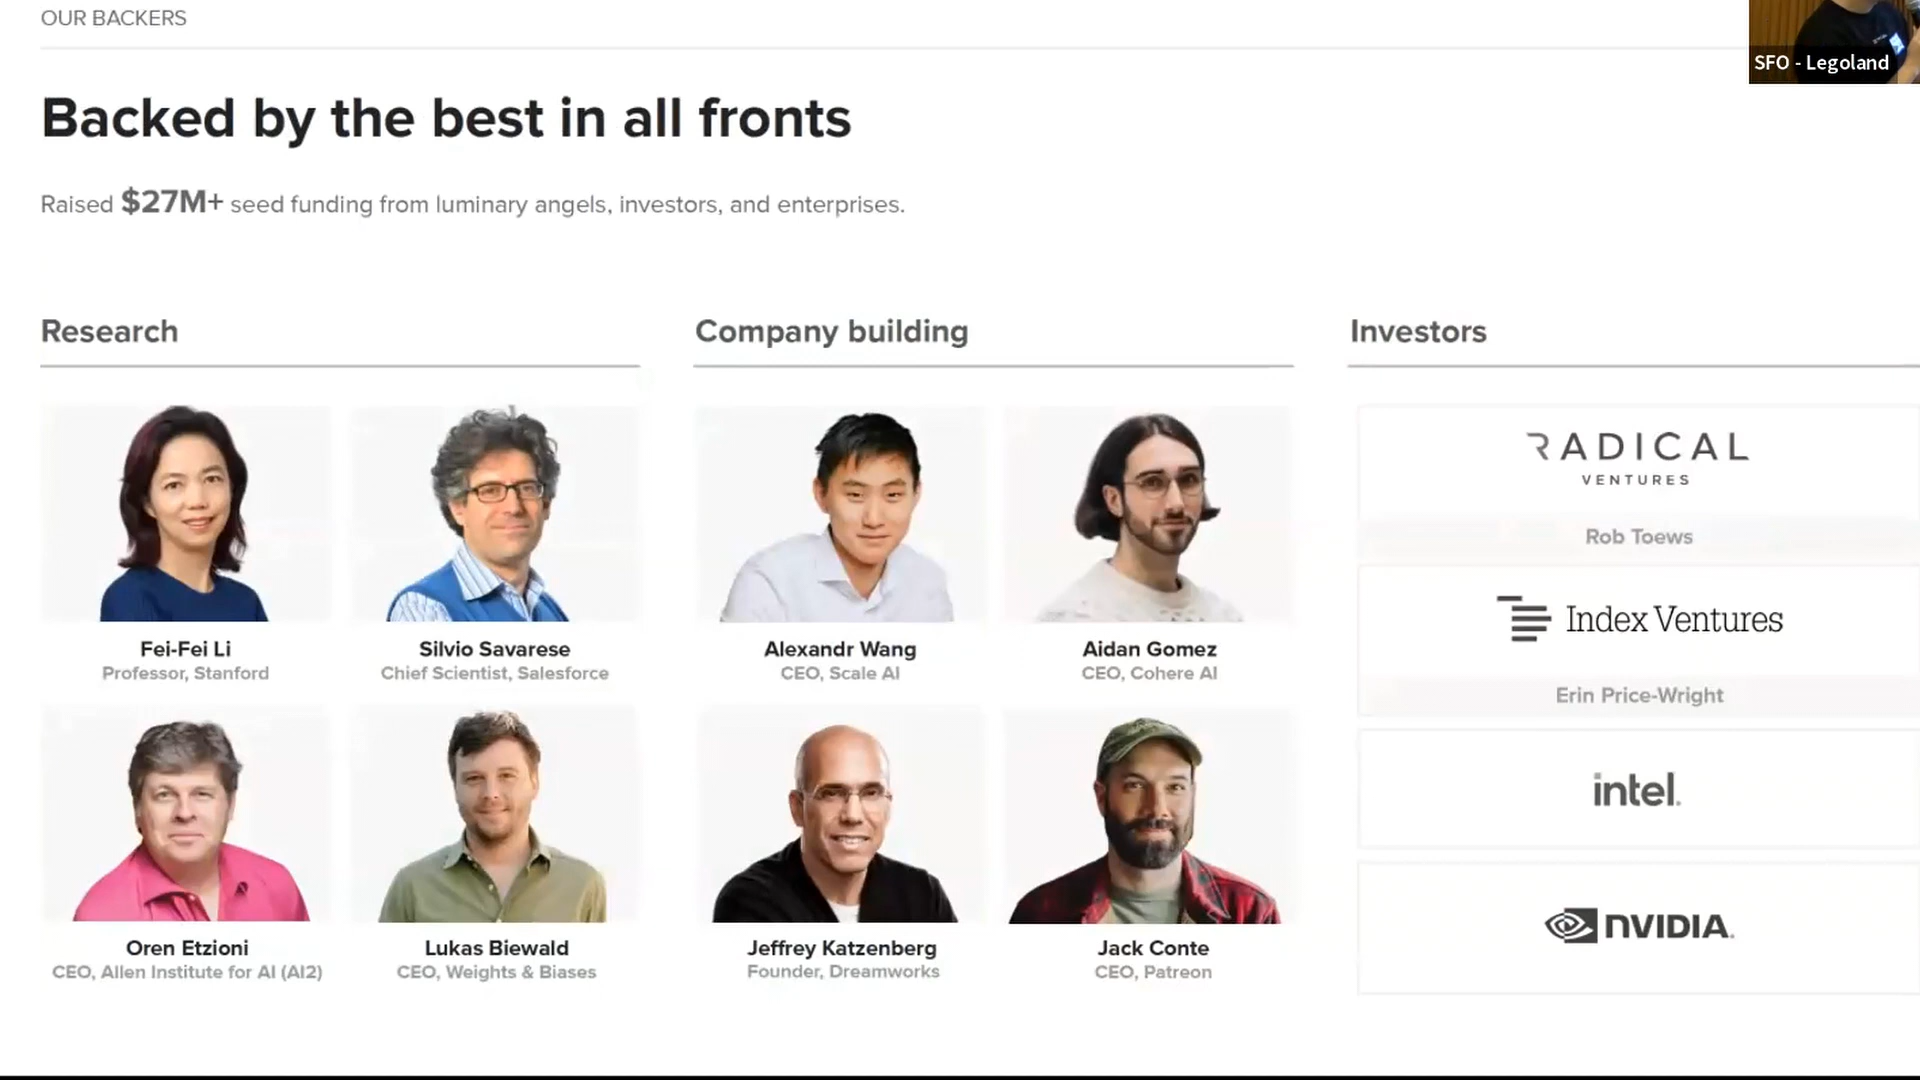 OUR BACKERS
SFO - Legoland
Backed by the best in all fronts
Raised $27M+ seed funding from luminary angels, investors, and enterprises.
Research
Fei-Fei Li
Professor, Stanford
Silvio Savarese
Chief Scientist, Salesforce
Oren Etzioni
CEO, Allen Institute for AI (AI2)
Lukas Biewald
CEO, Weights & Biases
Company building
Alexandr Wang
CEO, Scale AI
Aidan Gomez
CEO, Cohere AI
Jeffrey Katzenberg
Founder, Dreamworks
Jack Conte
CEO, Patreon
Investors
RADICAL
VENTURES
Rob Toews
Index Ventures
Erin Price-Wright
intel.
NVIDIA.